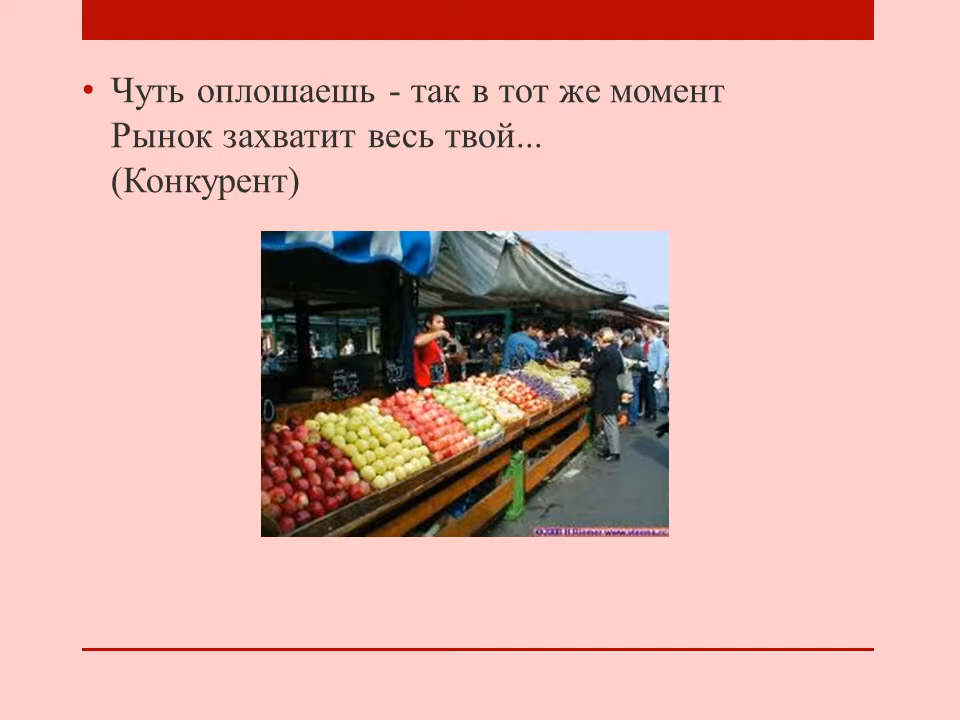 • Чуть оплошаешь - так в тот же момент
Рынок захватит весь твой...
(Конкурент)